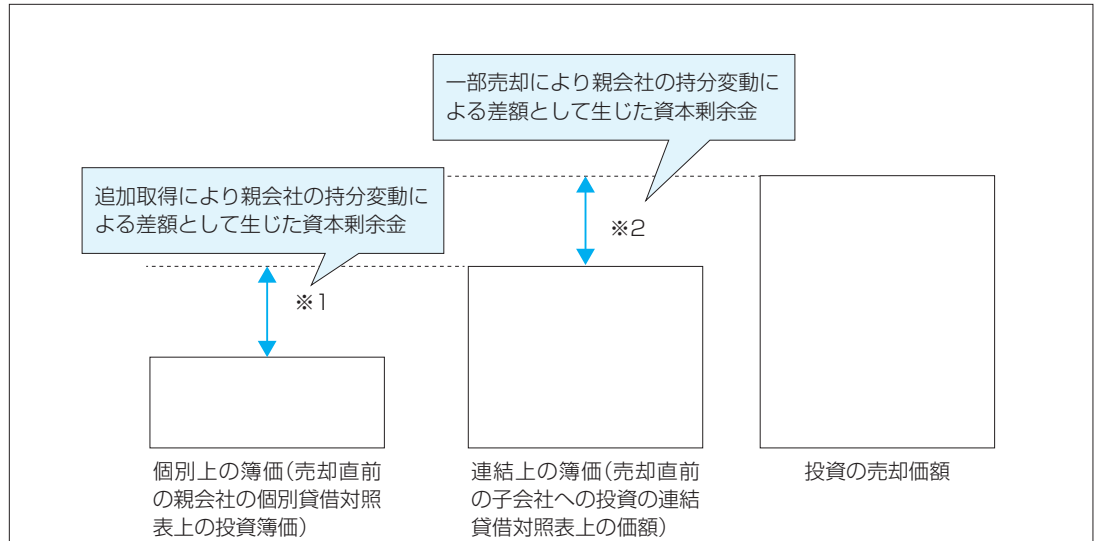 一部売却により親会社の持分変動に
よる差額として生じた資本剰余金
追加取得により親会社の持分変動に
よる差額として生じた資本剰余金
※2
※1
個別上の簿価(売却直前
の親会社の個別貸借対照
表上の投資簿価)
連結上の簿価(売却直前
の子会社への投資の連結
貸借対照表上の価額)
投資の売却価額